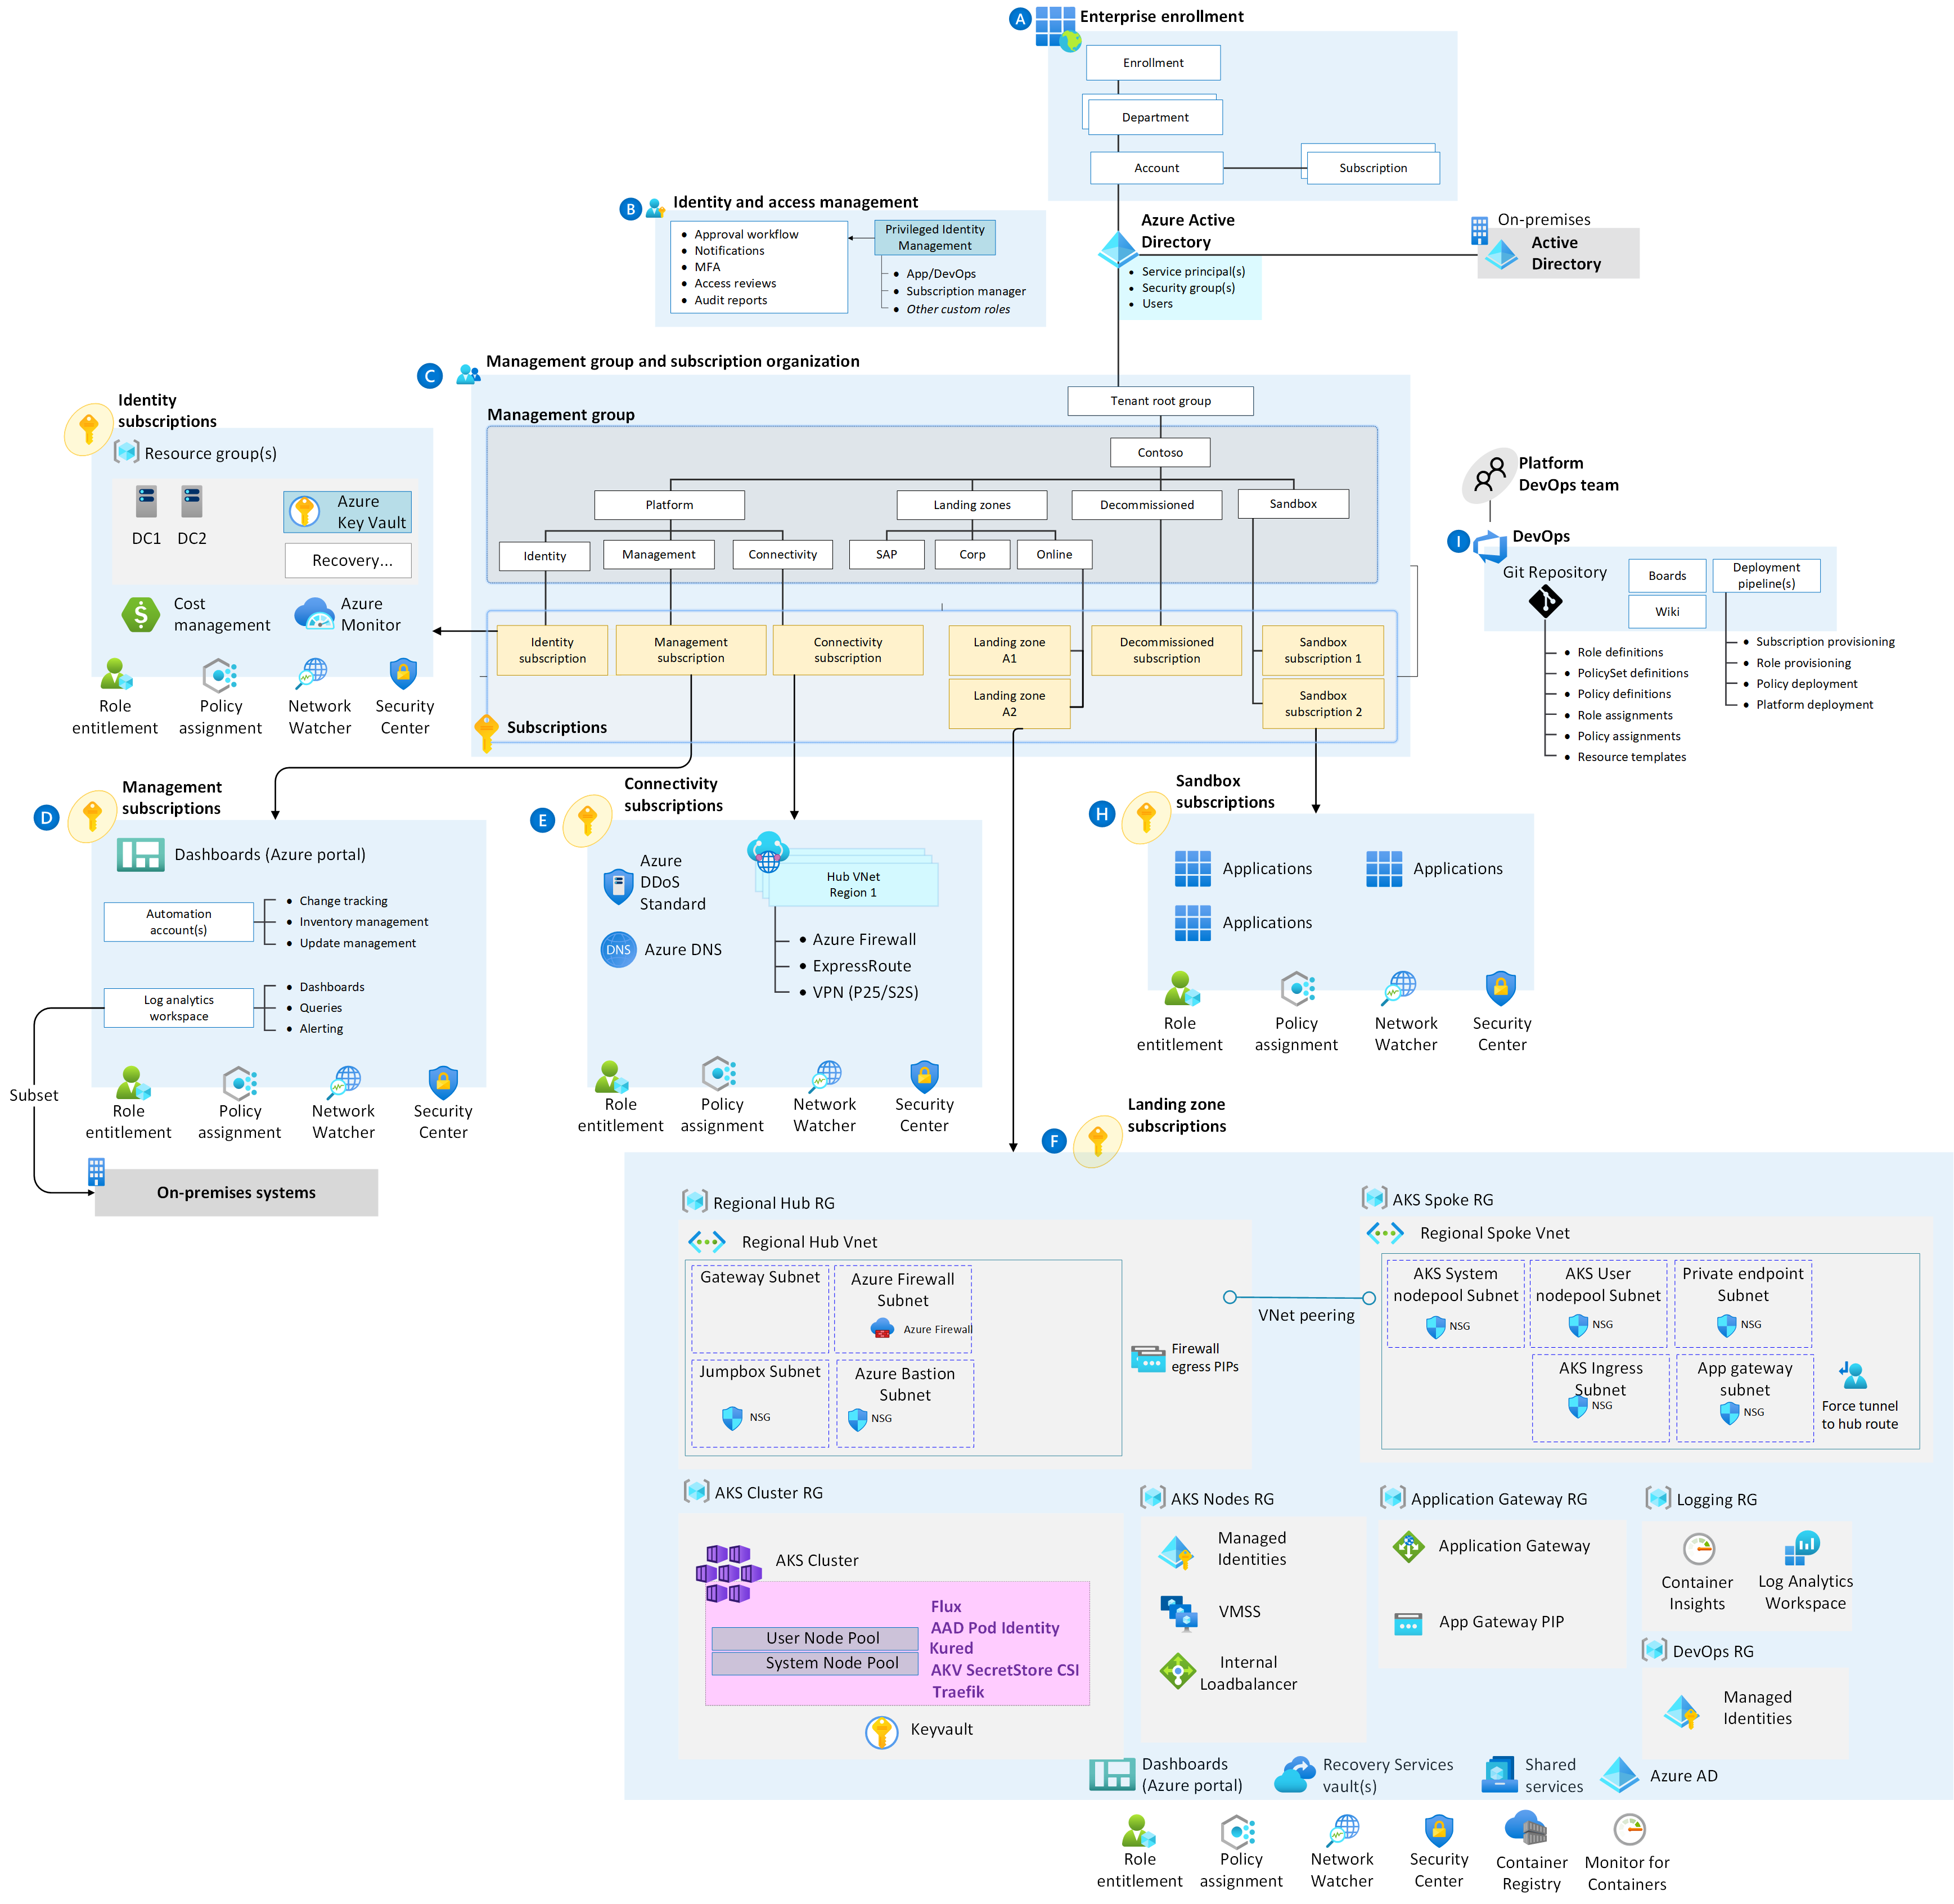 A
Enterprise enrollment
Enrollment
Department
Account
Subscription
B
Identity and access management
Approval workflow
Notifications
MFA
Access reviews
Audit reports
Privileged Identity
Management
App/DevOps
Subscription manager
Other custom roles
Azure Active
Directory
Service principal(s)
Security group(s)
Users
On-premises
Active
Directory
C
Management group and subscription organization
Tenant root group
Management group
Contoso
Platform
Landing zones
Decommissioned
Sandbox
Identity
Management
Connectivity
SAP
Corp
Online
Identity
subscription
Management
subscription
Connectivity
subscription
Landing zone
A1
Landing zone
A2
Decommissioned
subscription
Sandbox
subscription 1
Sandbox
subscription 2
Subscriptions
Identity
subscriptions
Resource group(s)
DC1
DC2
Azure
Key Vault
Recovery...
Cost
management
Azure
Monitor
Role
entitlement
Policy
assignment
Network
Watcher
Security
Center
Platform
DevOps team
I
DevOps
Git Repository
Boards
Wiki
Deployment
pipeline(s)
Role definitions
PolicySet definitions
Policy definitions
Role assignments
Policy assignments
Resource templates
Subscription provisioning
Role provisioning
Policy deployment
Platform deployment
D
Management
subscriptions
Dashboards (Azure portal)
Automation
account(s)
Change tracking
Inventory management
Update management
Log analytics
workspace
Dashboards
Queries
Alerting
Role
entitlement
Policy
assignment
Network
Watcher
Security
Center
Subset
On-premises systems
E
Connectivity
subscriptions
Azure
DDoS
Standard
DNS
Azure DNS
Hub VNet
Region 1
Azure Firewall
ExpressRoute
VPN (P25/S2S)
Role
entitlement
Policy
assignment
Network
Watcher
Security
Center
H
Sandbox
subscriptions
Applications
Applications
Applications
Role
entitlement
Policy
assignment
Network
Watcher
Security
Center
F
Landing zone
subscriptions
Regional Hub RG
Regional Hub Vnet
Gateway Subnet
Azure Firewall
Subnet
Azure Firewall
Jumpbox Subnet
NSG
Azure Bastion
Subnet
NSG
Firewall
egress PIPs
VNet peering
AKS Spoke RG
Regional Spoke Vnet
AKS System
nodepool Subnet
NSG
AKS User
nodepool Subnet
NSG
Private endpoint
Subnet
NSG
AKS Ingress
Subnet
NSG
App gateway
subnet
NSG
Force tunnel
to hub route
AKS Cluster RG
AKS Cluster
User Node Pool
System Node Pool
Flux
AAD Pod Identity
Kured
AKV SecretStore CSI
Traefik
Keyvault
AKS Nodes RG
Managed
Identities
VMSS
Internal
Loadbalancer
Application Gateway RG
Application Gateway
App Gateway PIP
Logging RG
Container
Insights
Log Analytics
Workspace
DevOps RG
Managed
Identities
Dashboards
(Azure portal)
Recovery Services
vault(s)
Shared
services
Azure AD
Role
entitlement
Policy
assignment
Network
Watcher
Security
Center
Container
Registry
Monitor for
Containers